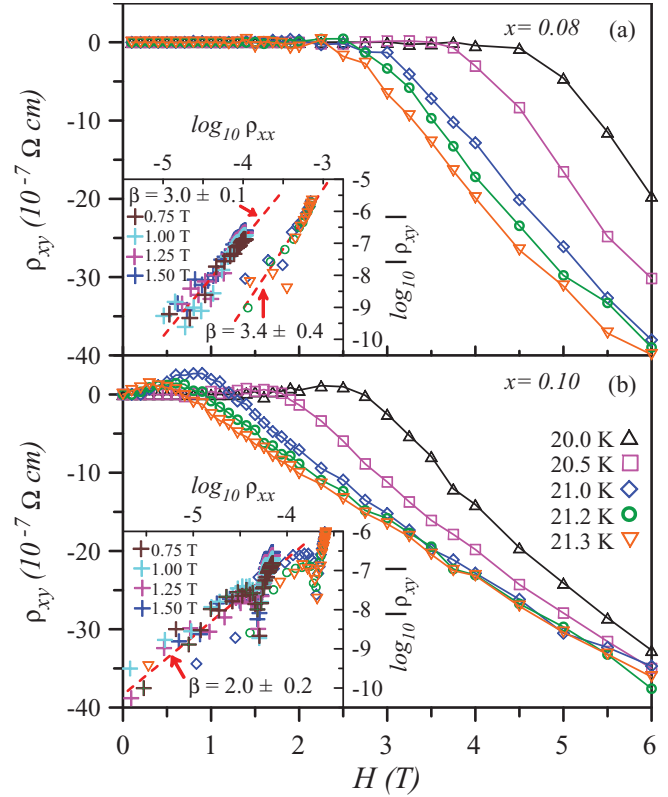 x= 0.08
(a)
0
-10
-20
-30
-40
ρxy (10⁻⁷ Ω cm)
log₁₀ ρxx
-5 -4 -3
β = 3.0 ± 0.1
0.75 T
1.00 T
1.25 T
1.50 T
β = 3.4 ± 0.4
-5
-6
-7
-8
-9
-10
log₁₀ |ρxy|
x= 0.10
(b)
0
-10
-20
-30
-40
ρxy (10⁻⁷ Ω cm)
20.0 K
20.5 K
21.0 K
21.2 K
21.3 K
log₁₀ ρxx
-5 -4
0.75 T
1.00 T
1.25 T
1.50 T
β = 2.0 ± 0.2
-6
-7
-8
-9
-10
log₁₀ |ρxy|
0 1 2 3 4 5 6
H (T)